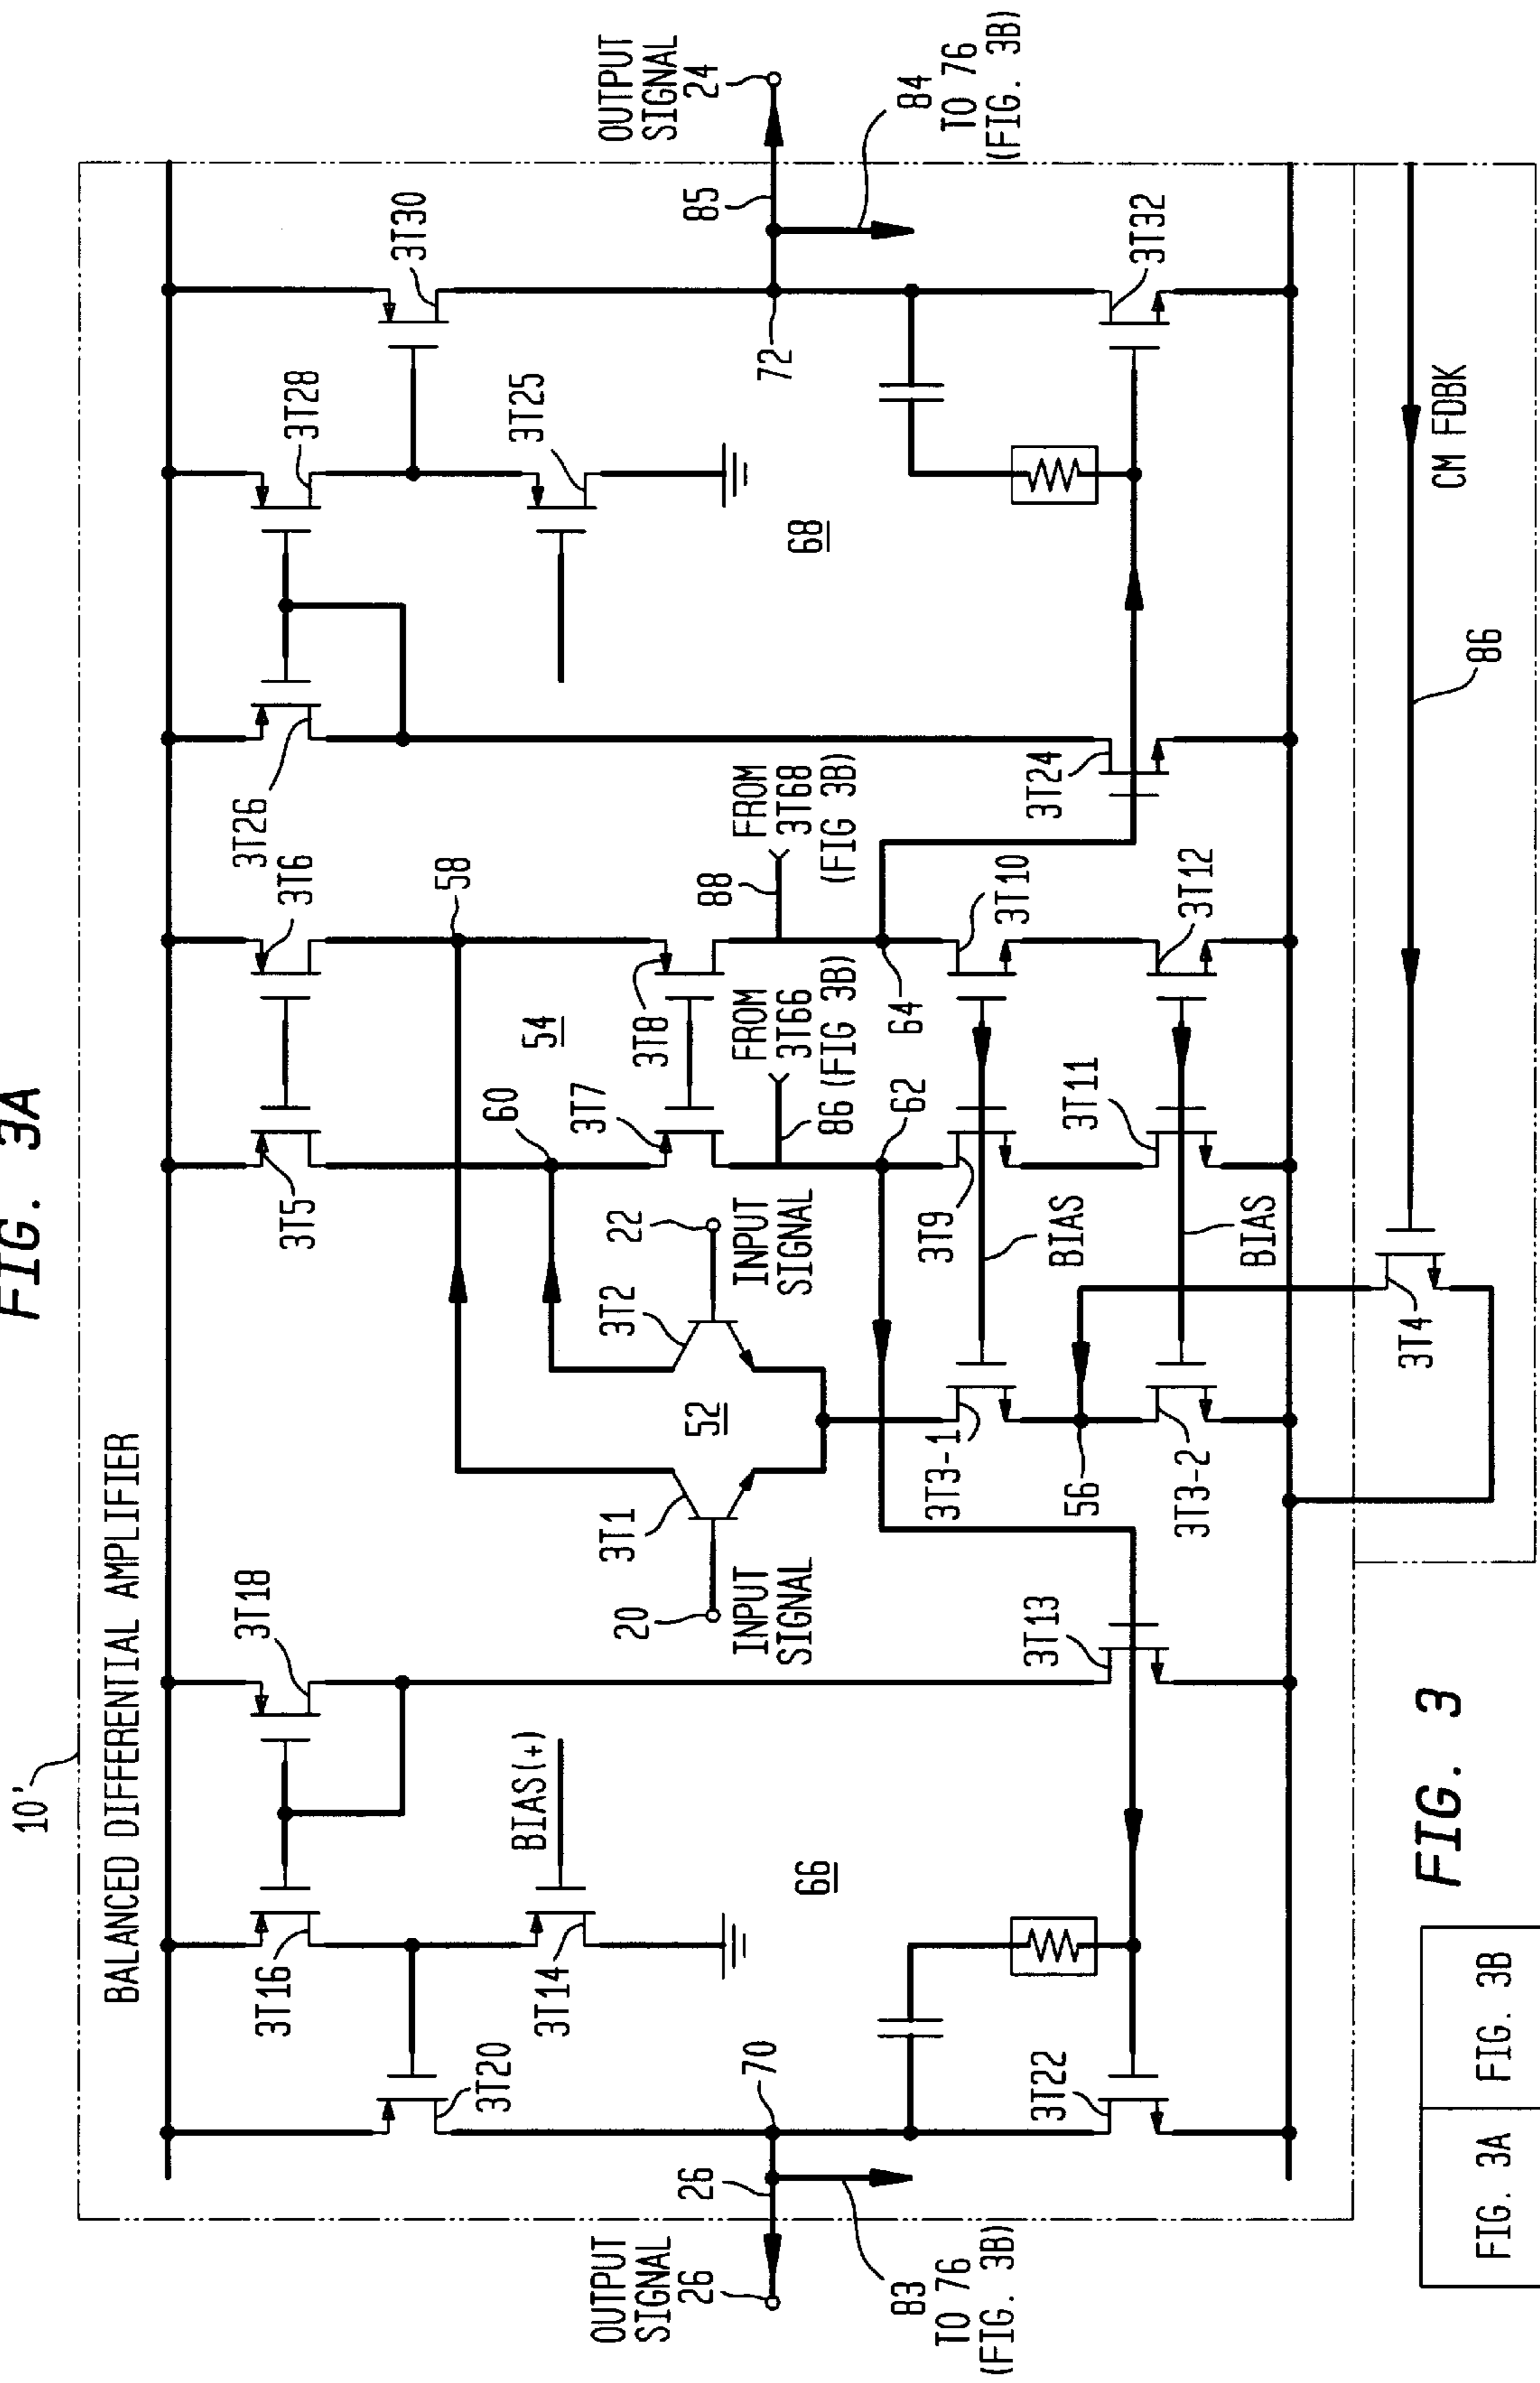 FIG. 3A
10'
BALANCED DIFFERENTIAL AMPLIFIER
3T16
3T18
3T5
3T6
3T26
3T28
3T30
3T20
3T14
BIAS(+)
60
54
58
3T25
OUTPUT
SIGNAL
26
26
70
66
20
INPUT
SIGNAL
3T1
52
3T2
22
INPUT
SIGNAL
3T7
3T8
86
FROM
3T66
(FIG 3B)
88
FROM
3T68
(FIG 3B)
68
72
85
OUTPUT
SIGNAL
24
83
TO 76
(FIG. 3B)
84
TO 76
(FIG. 3B)
62
64
3T3-1
3T9
3T10
BIAS
56
3T22
3T13
3T3-2
3T11
3T12
BIAS
3T24
3T32
3T4
86
CM FDBK
FIG. 3
FIG. 3A
FIG. 3B